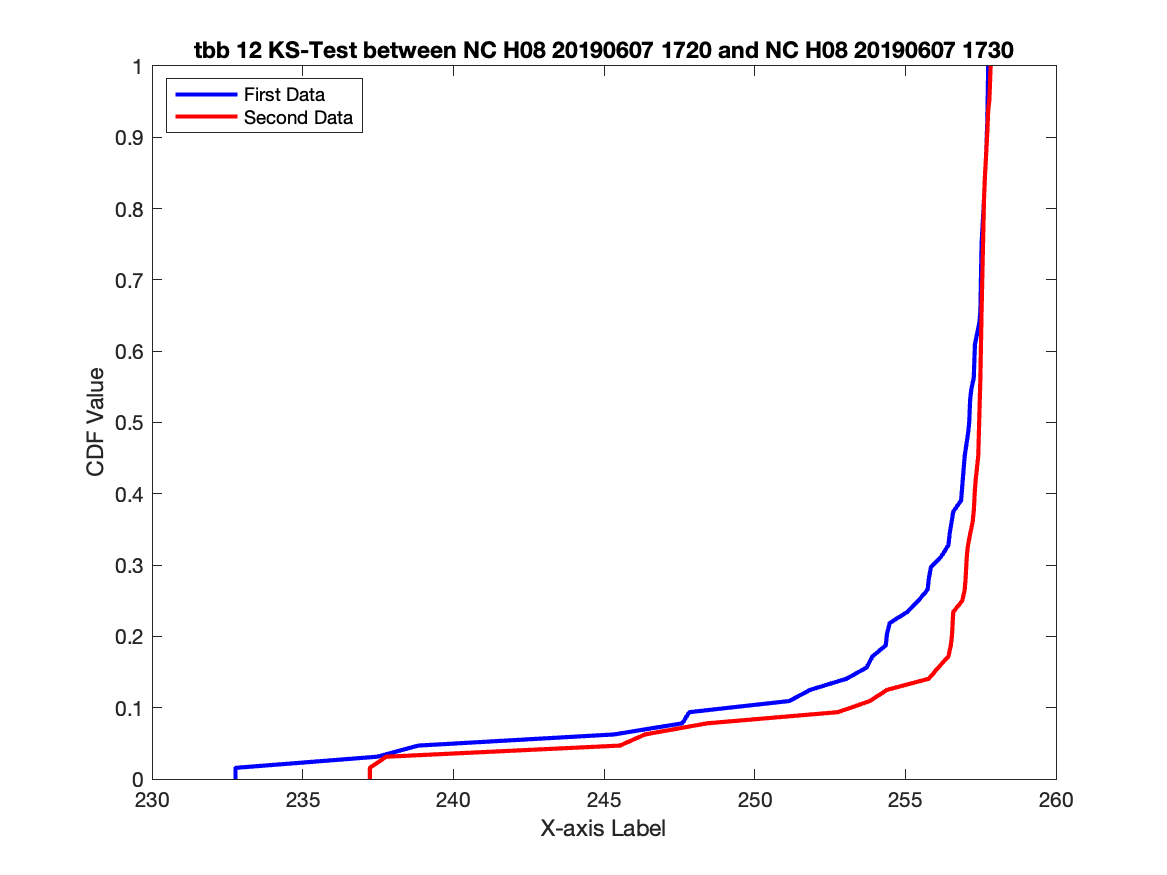 tbb 12 KS-Test between NC H08 20190607 1720 and NC H08 20190607 1730
First Data
Second Data
1
0.9
0.8
0.7
0.6
0.5
0.4
0.3
0.2
0.1
0
CDF Value
230 235 240 245 250 255 260
X-axis Label